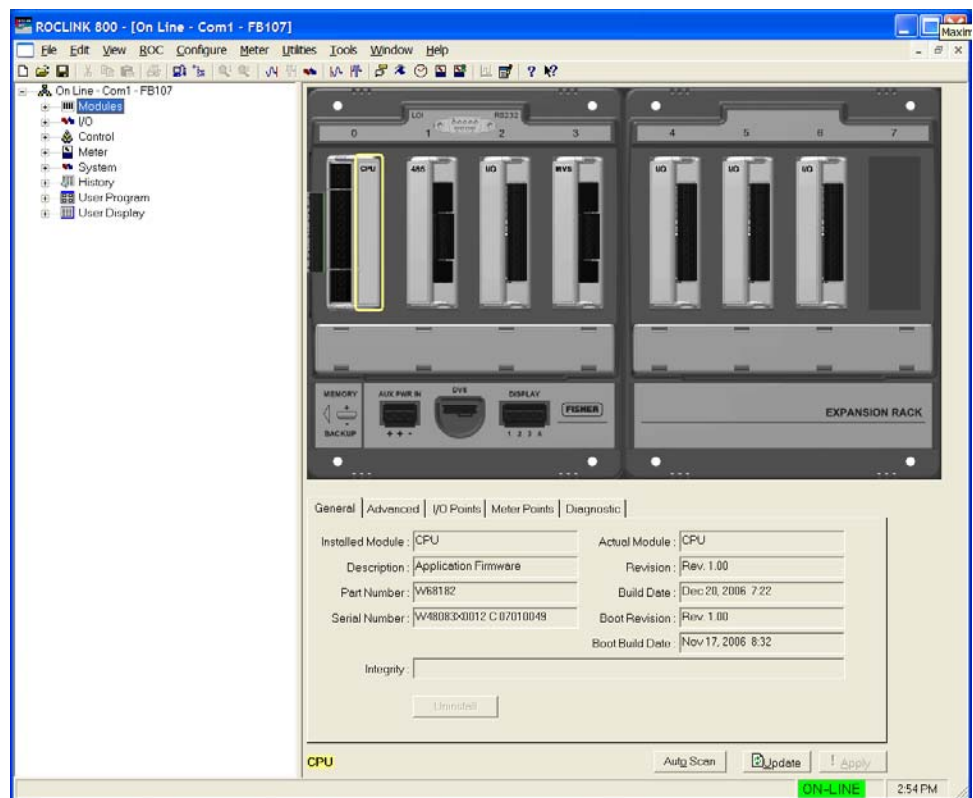 ROCLINK 800 - [On Line - Com1 - FB107]
Maxim
File Edit View ROC Configure Meter Utilities Tools Window Help
On Line - Com1 - FB107
Modules
I/O
Control
Meter
System
History
User Program
User Display
LOI RS232
0 1 2 3 4 5 6 7
CPU 485 I/O MVS I/O I/O I/O
MEMORY AUX PWR IN DVS DISPLAY
FISHER
BACKUP + + - 1 2 3 4
EXPANSION RACK
General Advanced I/O Points Meter Points Diagnostic
Installed Module : CPU Actual Module : CPU
Description : Application Firmware Revision : Rev. 1.00
Part Number : W68182 Build Date : Dec 20, 2006 7:22
Serial Number : W48083X0012 C 07010049 Boot Revision : Rev. 1.00
Boot Build Date : Nov 17, 2006 8:32
Integrity :
Uninstall
CPU Auto Scan Update ! Apply
ON-LINE 2:54 PM